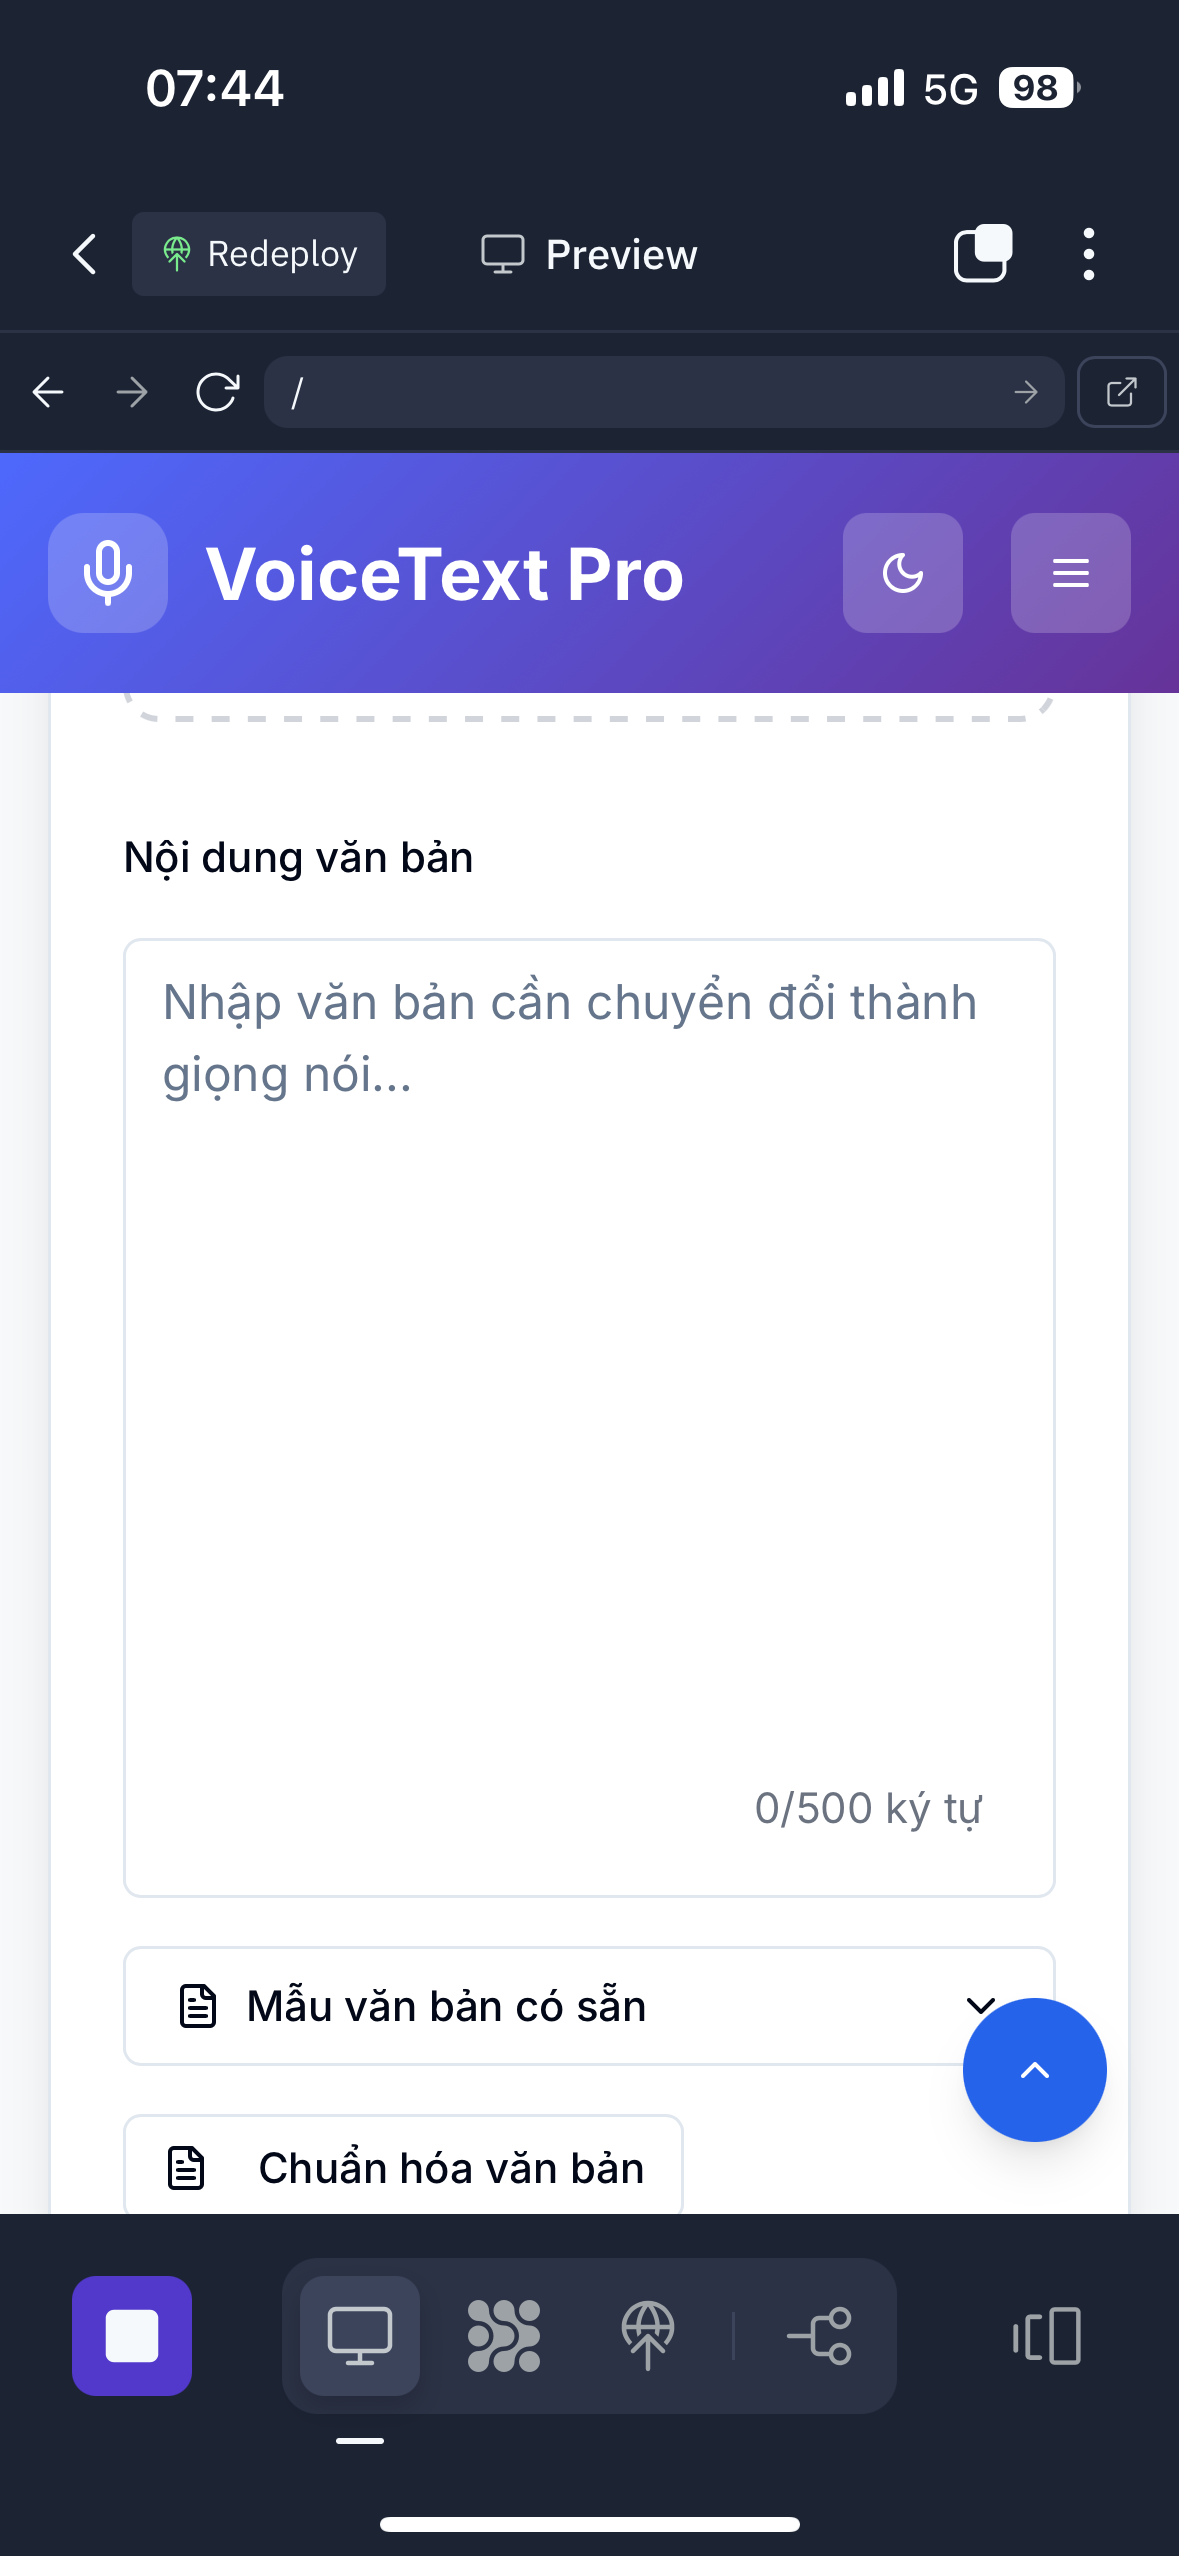 07:44
5G 98
Redeploy
Preview
/
VoiceText Pro
Nội dung văn bản
Nhập văn bản cần chuyển đổi thành
giọng nói...
0/500 ký tự
Mẫu văn bản có sẵn
Chuẩn hóa văn bản